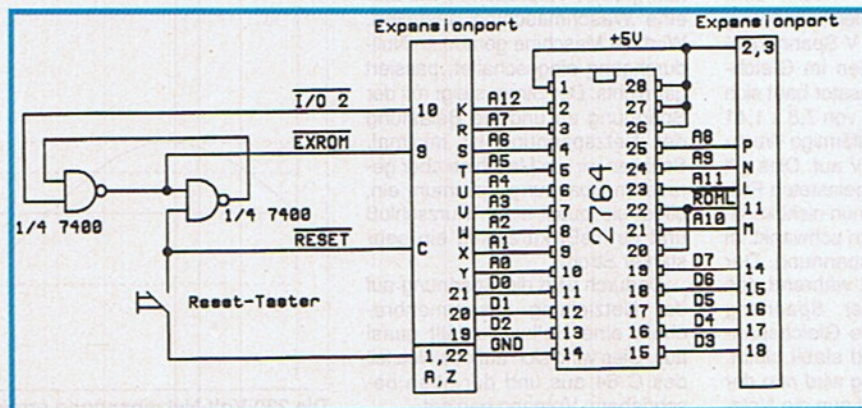 Expansionport
Expansionport
+5V
2,3
I/O 2
10
EXROM
9
RESET
C
1/4 7400
1/4 7400
Reset-Taster
K A12 2
R A7 3
S A6 4
T A5 5
U A4 6
V A3 7
W A2 8
X A1 9
Y A0 10
21 D0 11
20 D1 12
19 D2 13
1,22 GND 14
A,Z
1
2764
28
27
26
25 A8 P
24 A9 N
23 A11 L
22 ROML 11
21 A10 M
20
19 D7 14
18 D6 15
17 D5 16
16 D4 17
15 D3 18